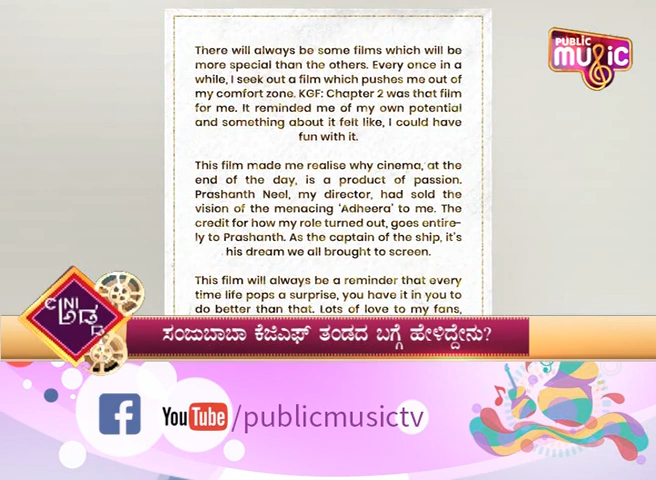 There will always be some films which will be
more special than the others. Every once in a
while, I seek out a film which pushes me out of
my comfort zone. KGF: Chapter 2 was that film
for me. It reminded me of my own potential
and something about it felt like, I could have
fun with it.
This film made me realise why cinema, at the
end of the day, is a product of passion.
Prashanth Neel, my director, had sold the
vision of the menacing 'Adheera' to me. The
credit for how my role turned out, goes entire-
ly to Prashanth. As the captain of the ship, it's
his dream we all brought to screen.
This film will always be a reminder that every
time life pops a surprise, you have it in you to
do better than that. Lots of love to my fans,
PUBLIC
music
CINI
ಅಡ್ಡ
ಸಂಜುಬಾಬಾ ಕೆಜಿಎಫ್ ತಂಡದ ಬಗ್ಗೆ ಹೇಳಿದ್ದೇನು?
f YouTube/publicmusictv